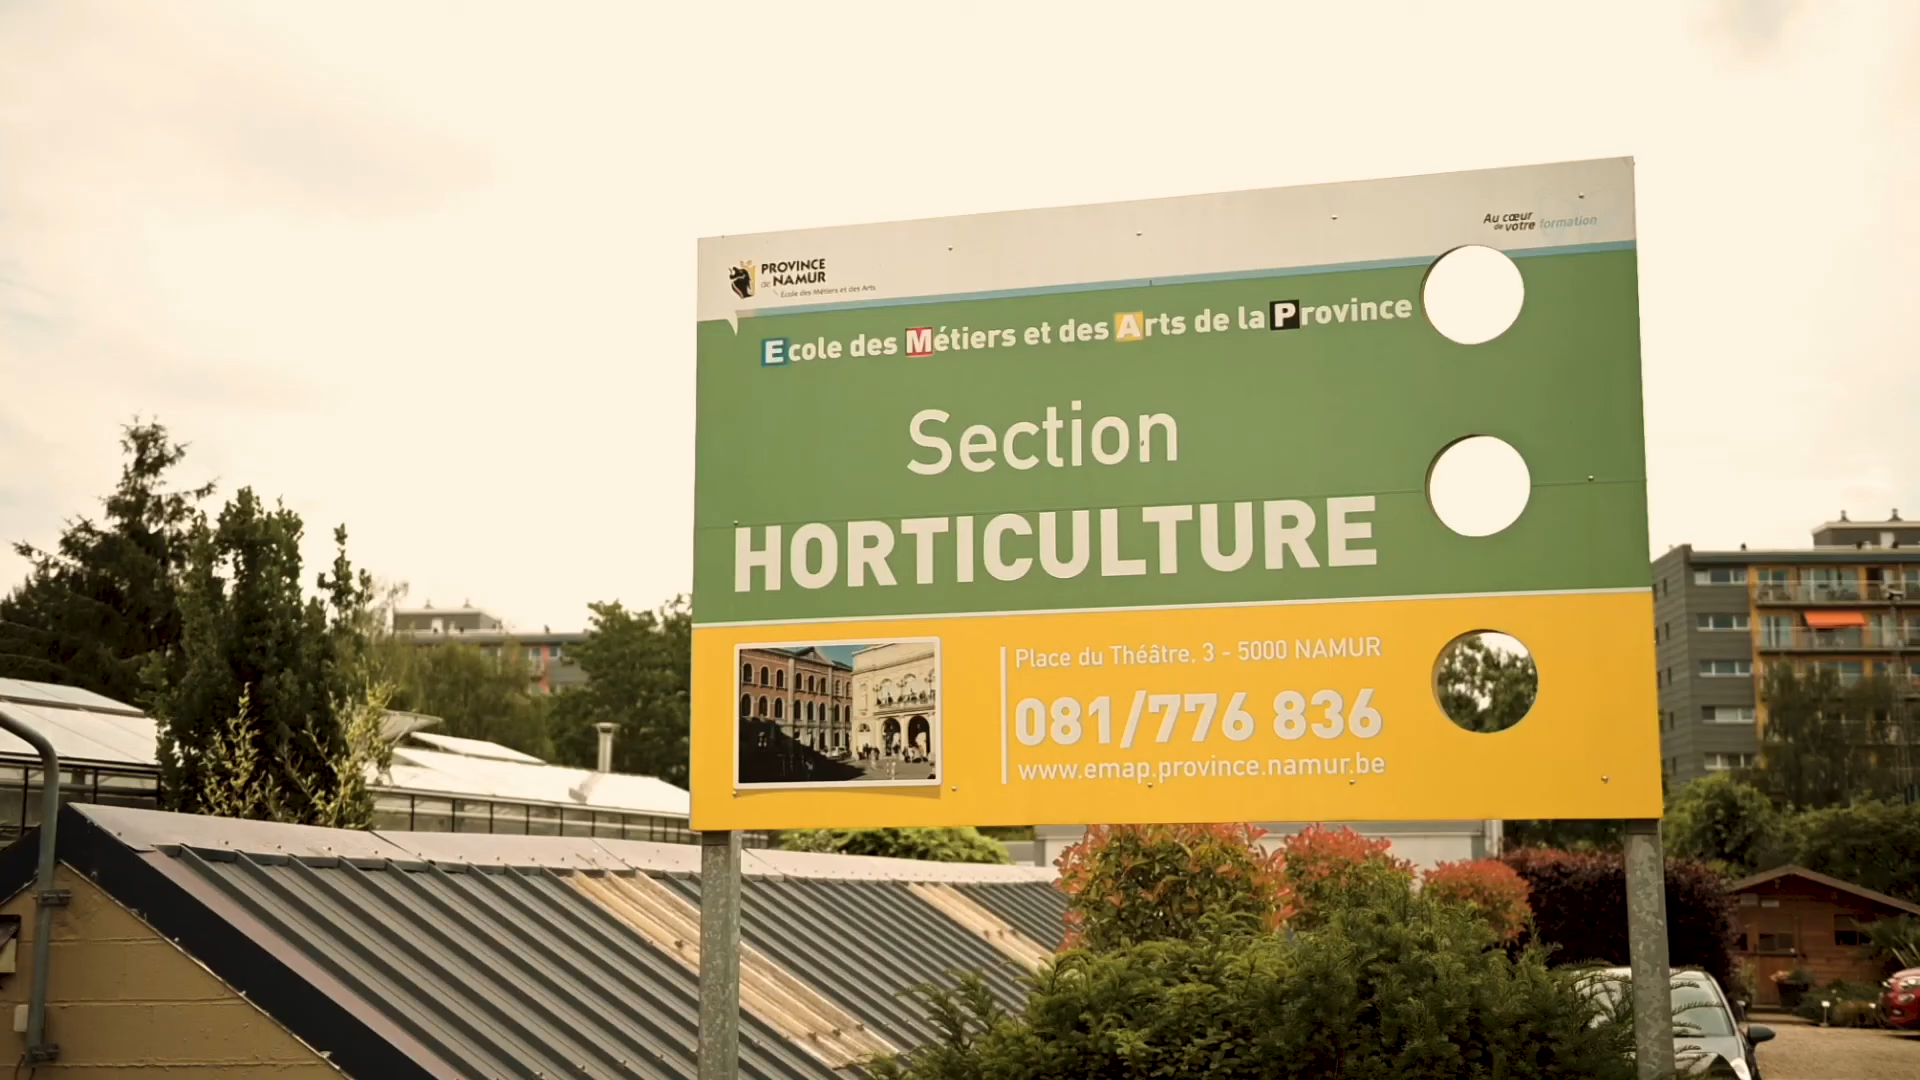 PROVINCE
de NAMUR
Ecole des Métiers et des Arts
Au cœur
de votre formation
Ecole des Métiers et des Arts de la Province
Section
HORTICULTURE
Place du Théâtre, 3 - 5000 NAMUR
081/776 836
www.emap.province.namur.be